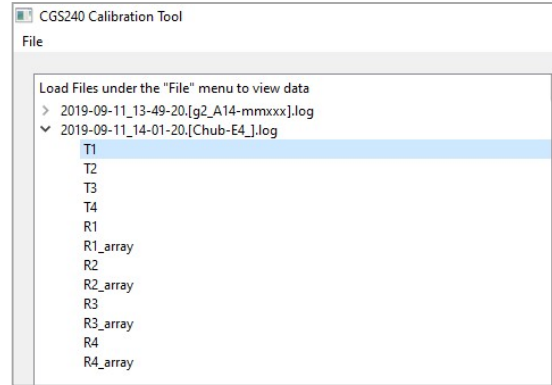 CGS240 Calibration Tool
File
Load Files under the "File" menu to view data
2019-09-11_13-49-20.[g2_A14-mmxxx].log
2019-09-11_14-01-20.[Chub-E4_].log
T1
T2
T3
T4
R1
R1_array
R2
R2_array
R3
R3_array
R4
R4_array